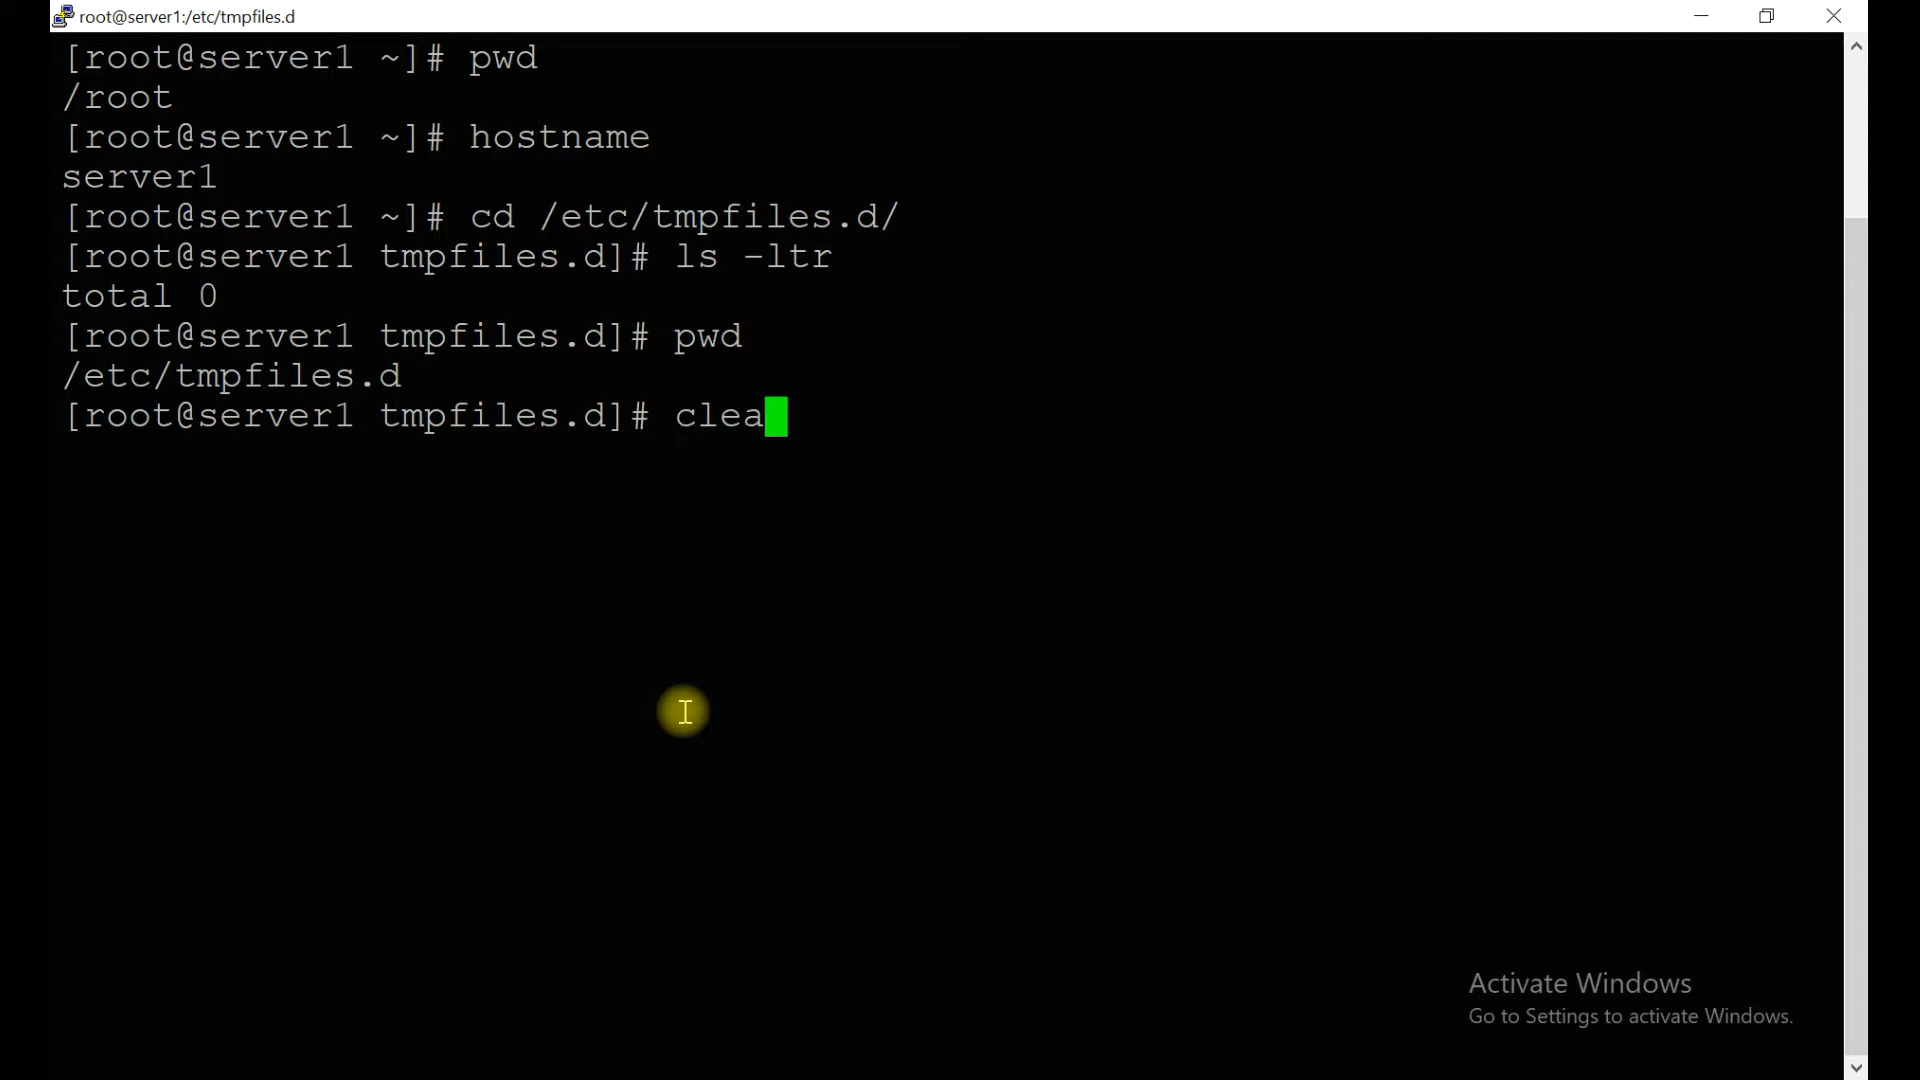 root@server1:/etc/tmpfiles.d
[root@server1 ~]# pwd
/root
[root@server1 ~]# hostname
server1
[root@server1 ~]# cd /etc/tmpfiles.d/
[root@server1 tmpfiles.d]# ls -ltr
total 0
[root@server1 tmpfiles.d]# pwd
/etc/tmpfiles.d
[root@server1 tmpfiles.d]# clea
Activate Windows
Go to Settings to activate Windows.